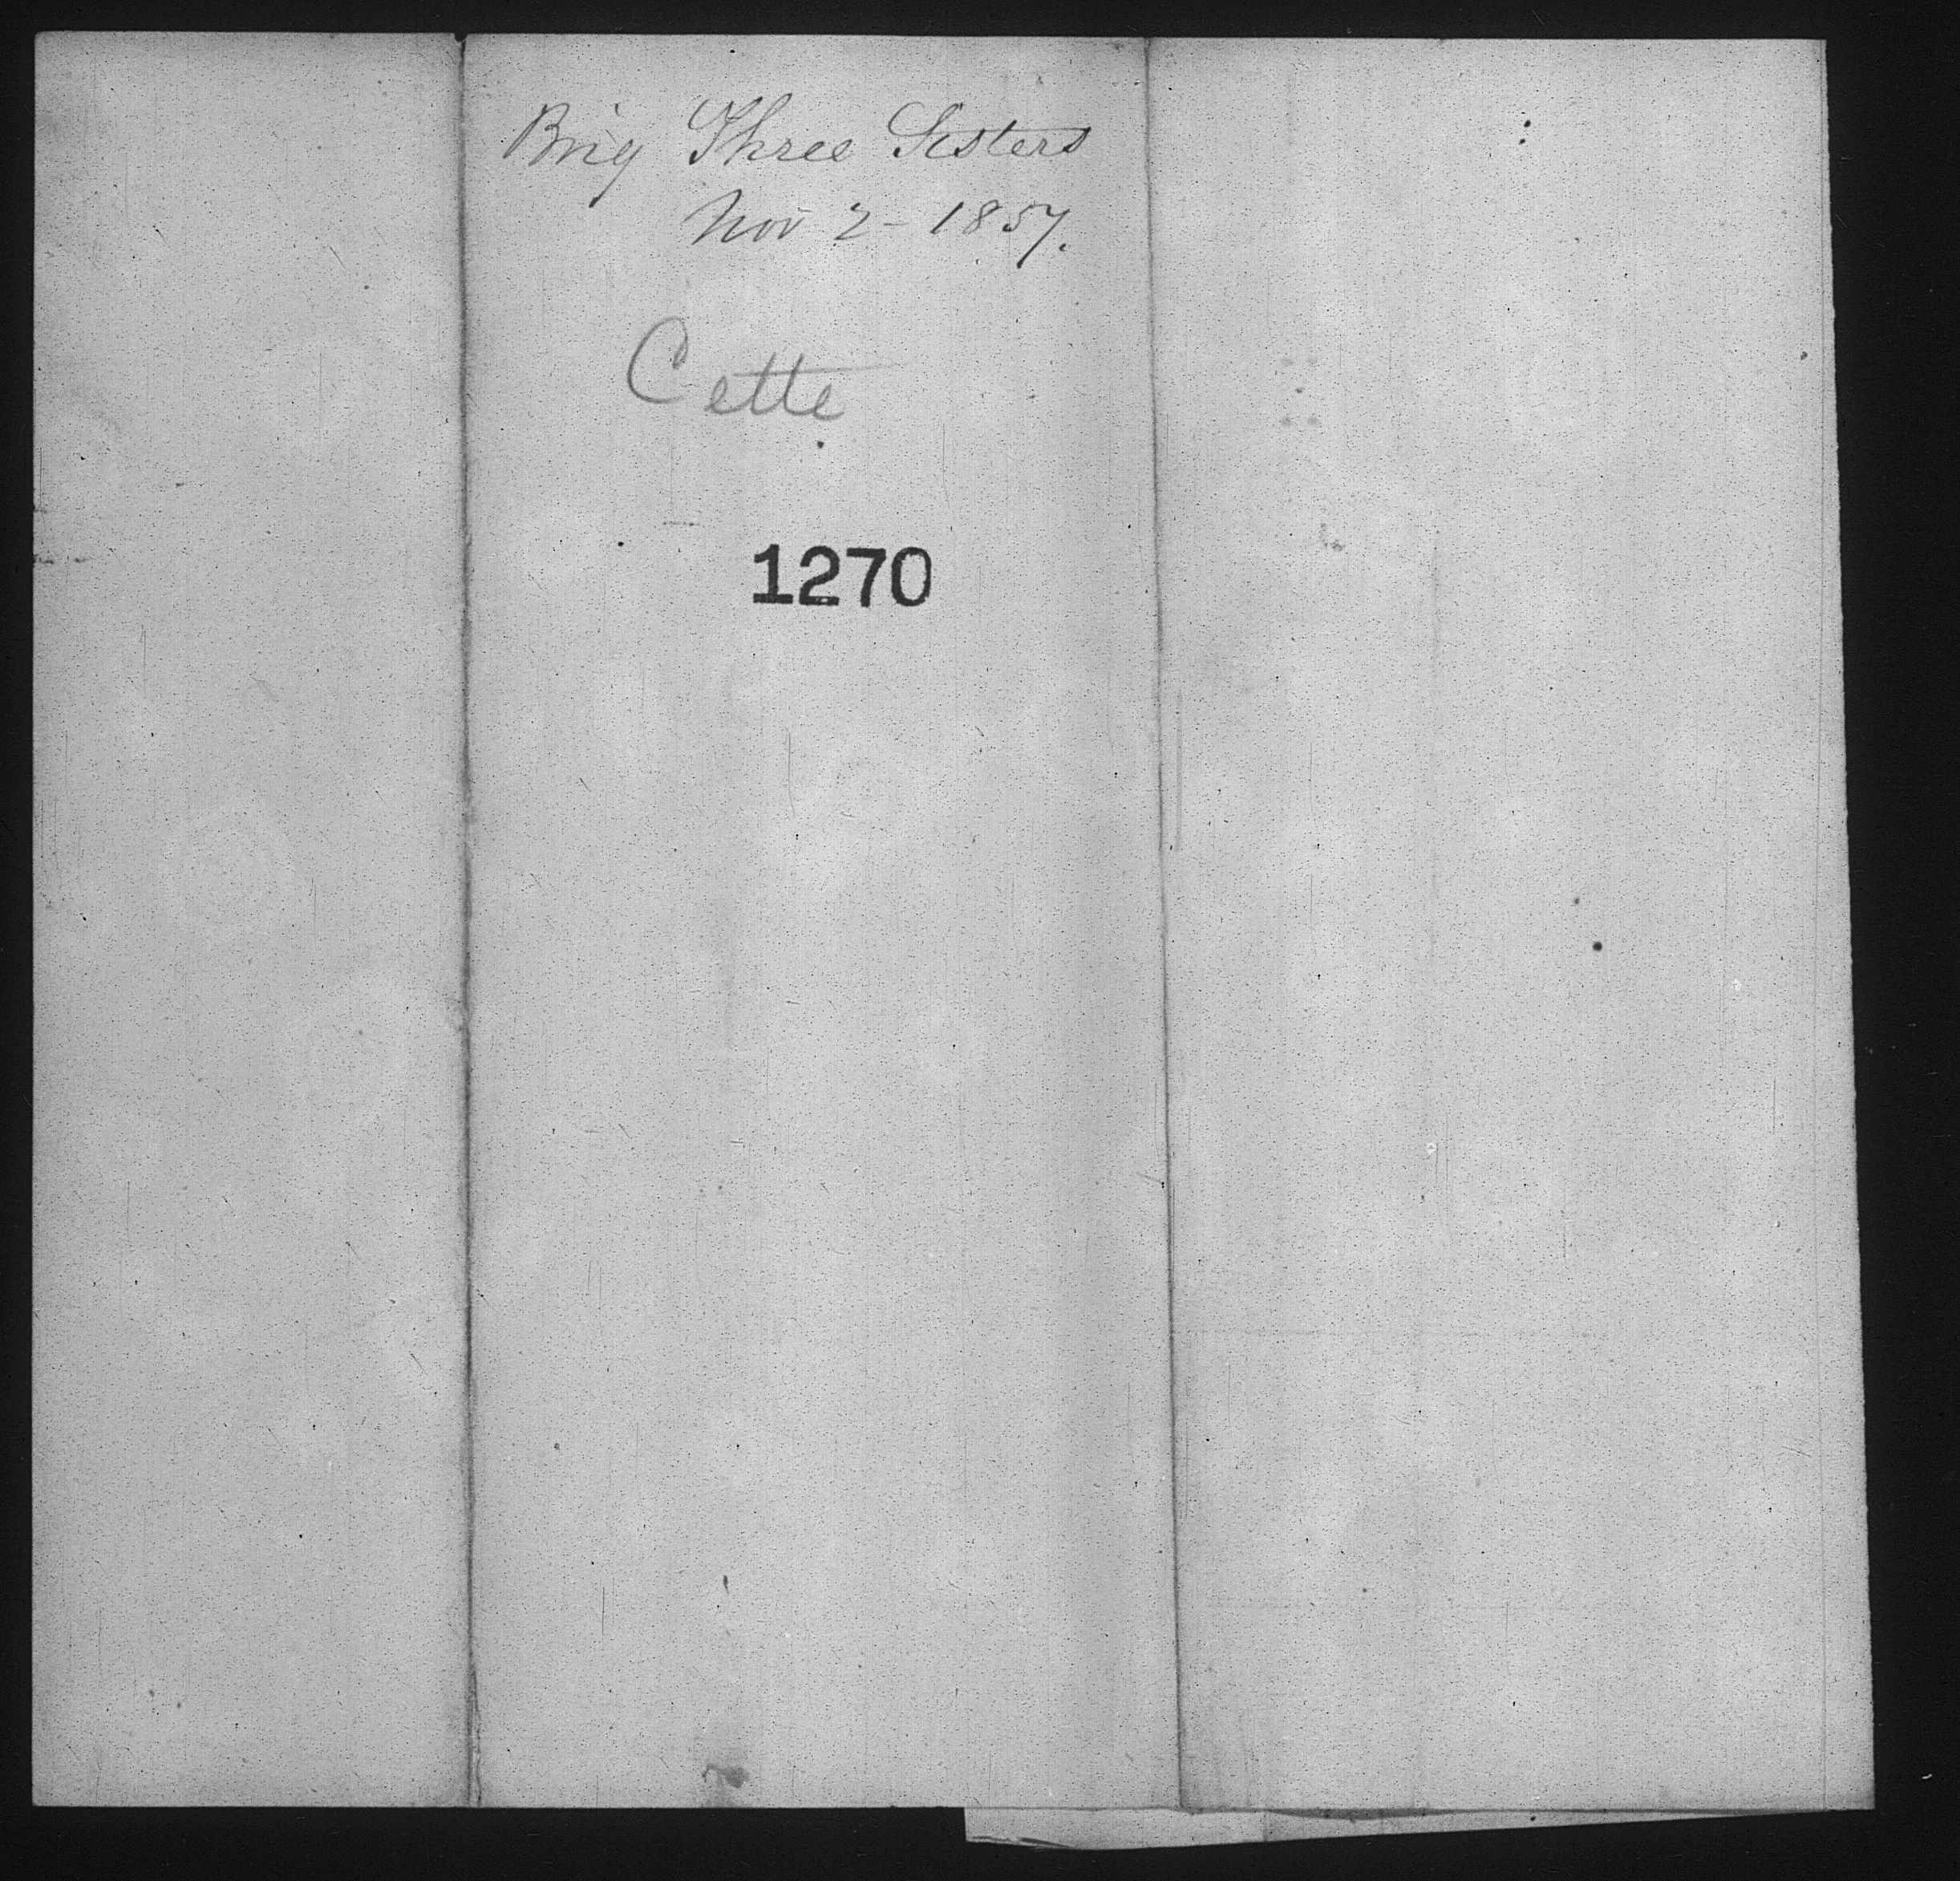 Brig Three Sisters
Nov 2 - 1857.
Cette
1270